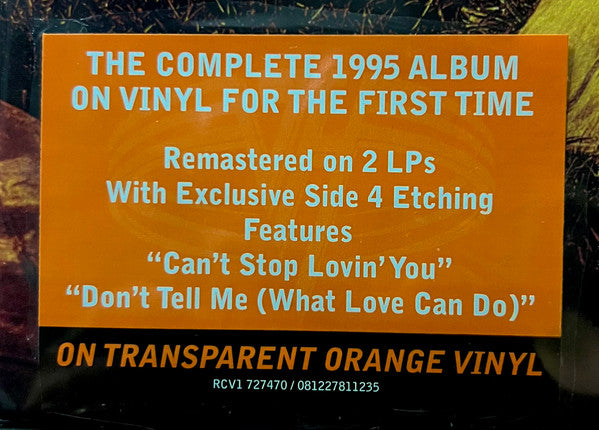 THE COMPLETE 1995 ALBUM
ON VINYL FOR THE FIRST TIME
Remastered on 2 LPs
With Exclusive Side 4 Etching
Features
“Can’t Stop Lovin’ You”
“Don’t Tell Me (What Love Can Do)”
ON TRANSPARENT ORANGE VINYL
RCV1 727470 / 081227811235